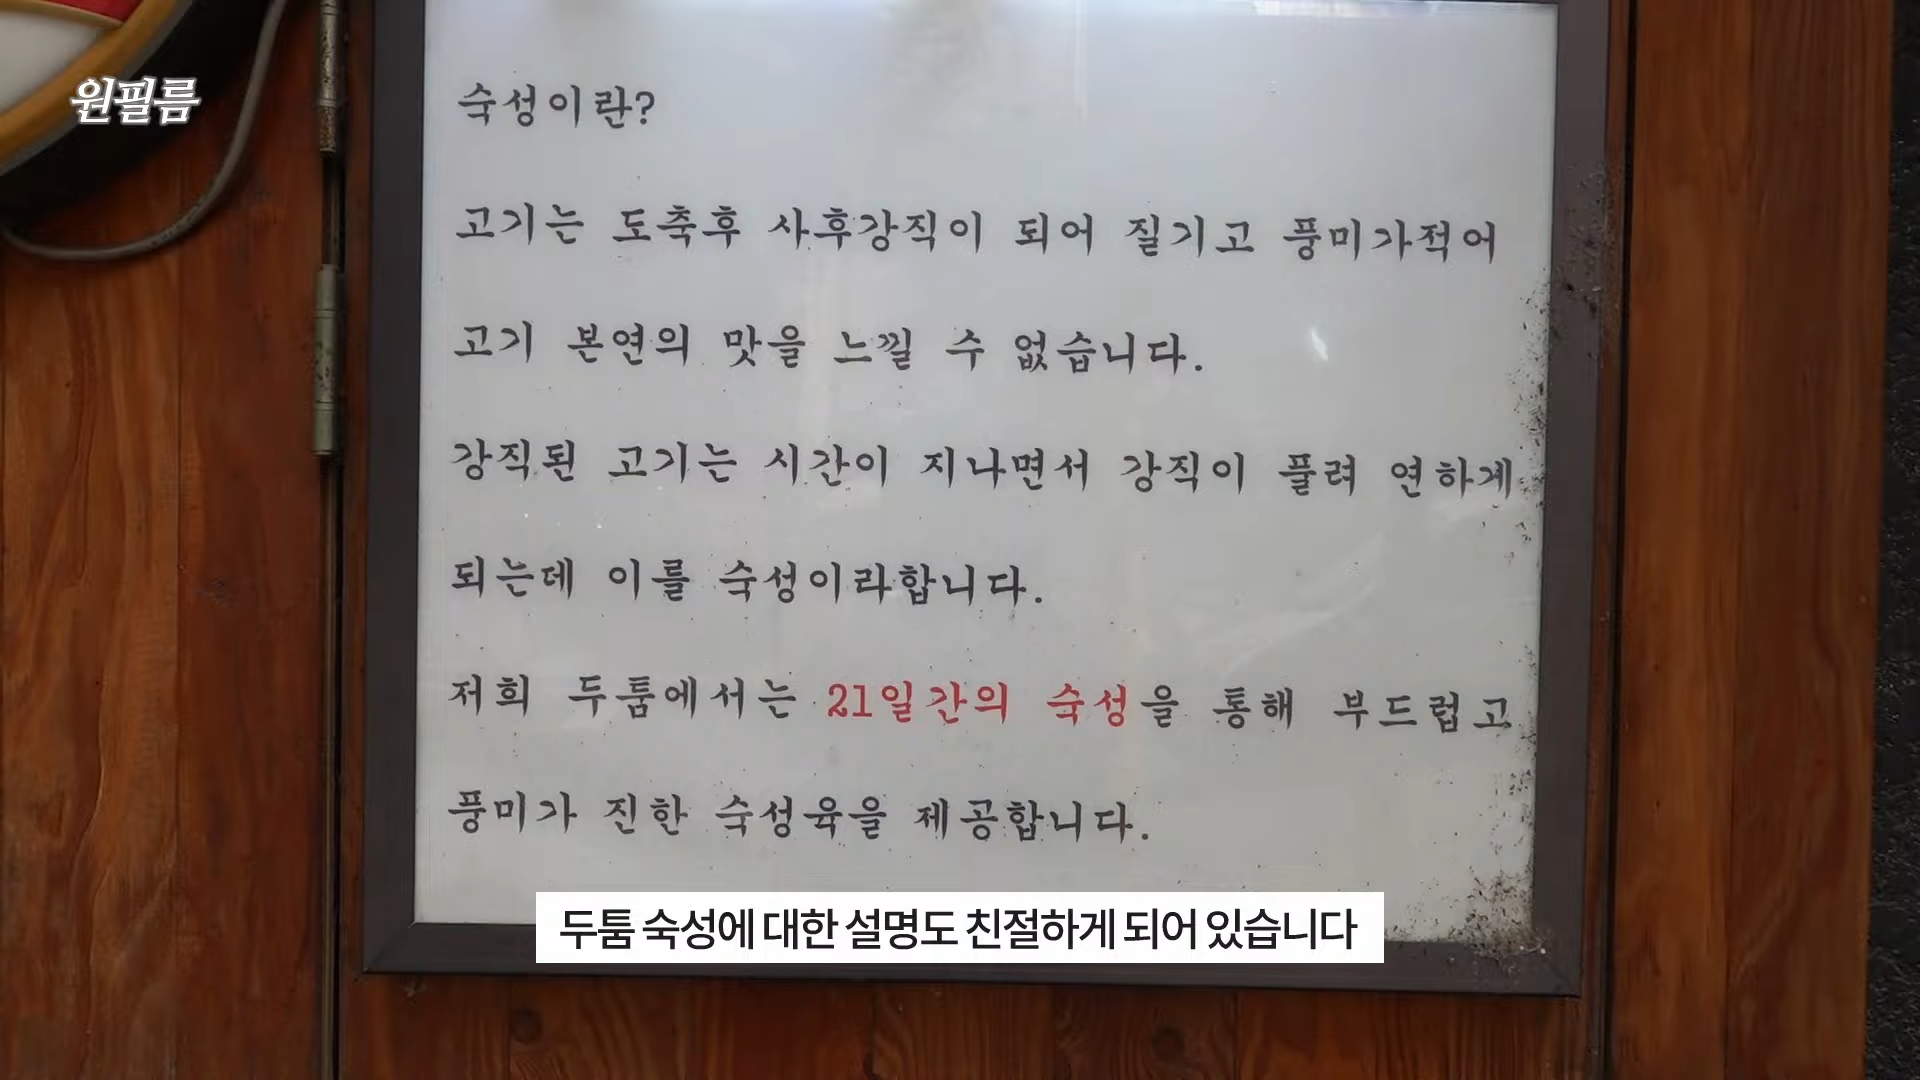 원필름
숙성이란?
고기는 도축후 사후강직이 되어 질기고 풍미가적어
고기 본연의 맛을 느낄 수 없습니다.
강직된 고기는 시간이 지나면서 강직이 풀려 연하게
되는데 이를 숙성이라합니다.
저희 두툼에서는 21일간의 숙성을 통해 부드럽고
풍미가 진한 숙성육을 제공합니다.
두툼 숙성에 대한 설명도 친절하게 되어 있습니다